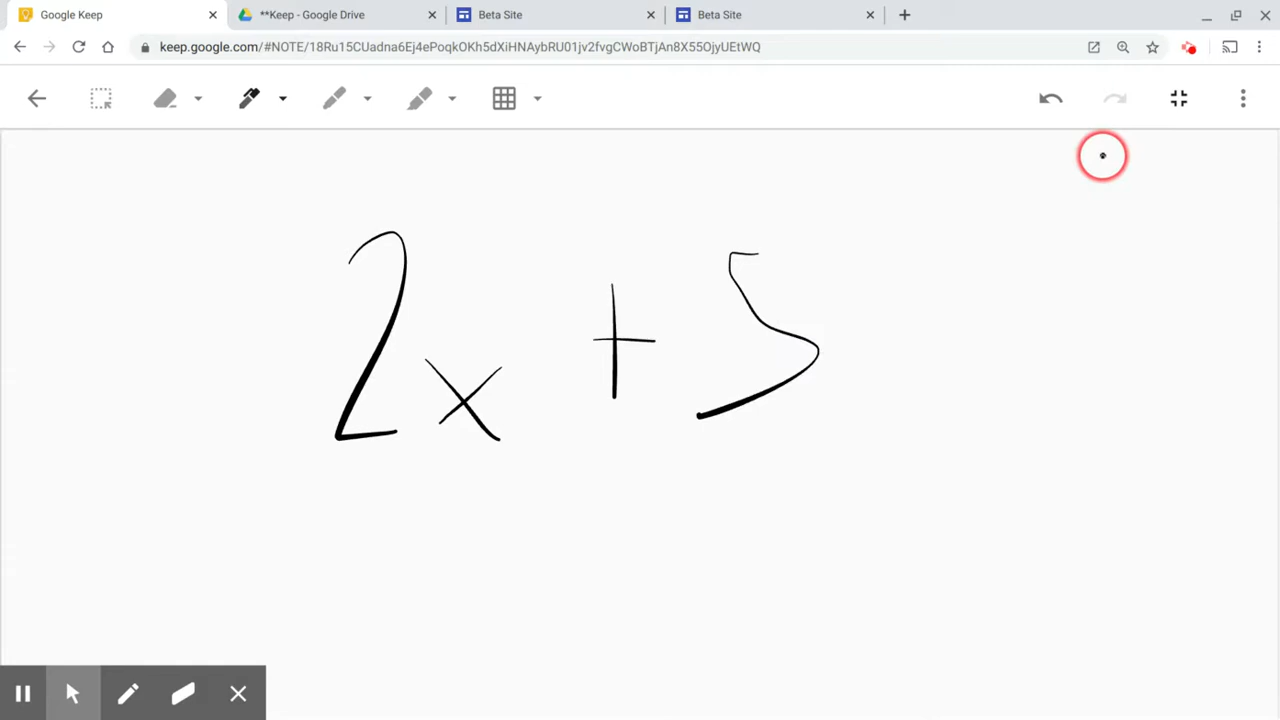 Google Keep
**Keep - Google Drive
Beta Site
Beta Site
keep.google.com/#NOTE/18Ru15CUadna6Ej4ePoqkOKh5dXiHNAybRU01jv2fvgCWoBTjAn8X55OjyUEtWQ
2x + 5